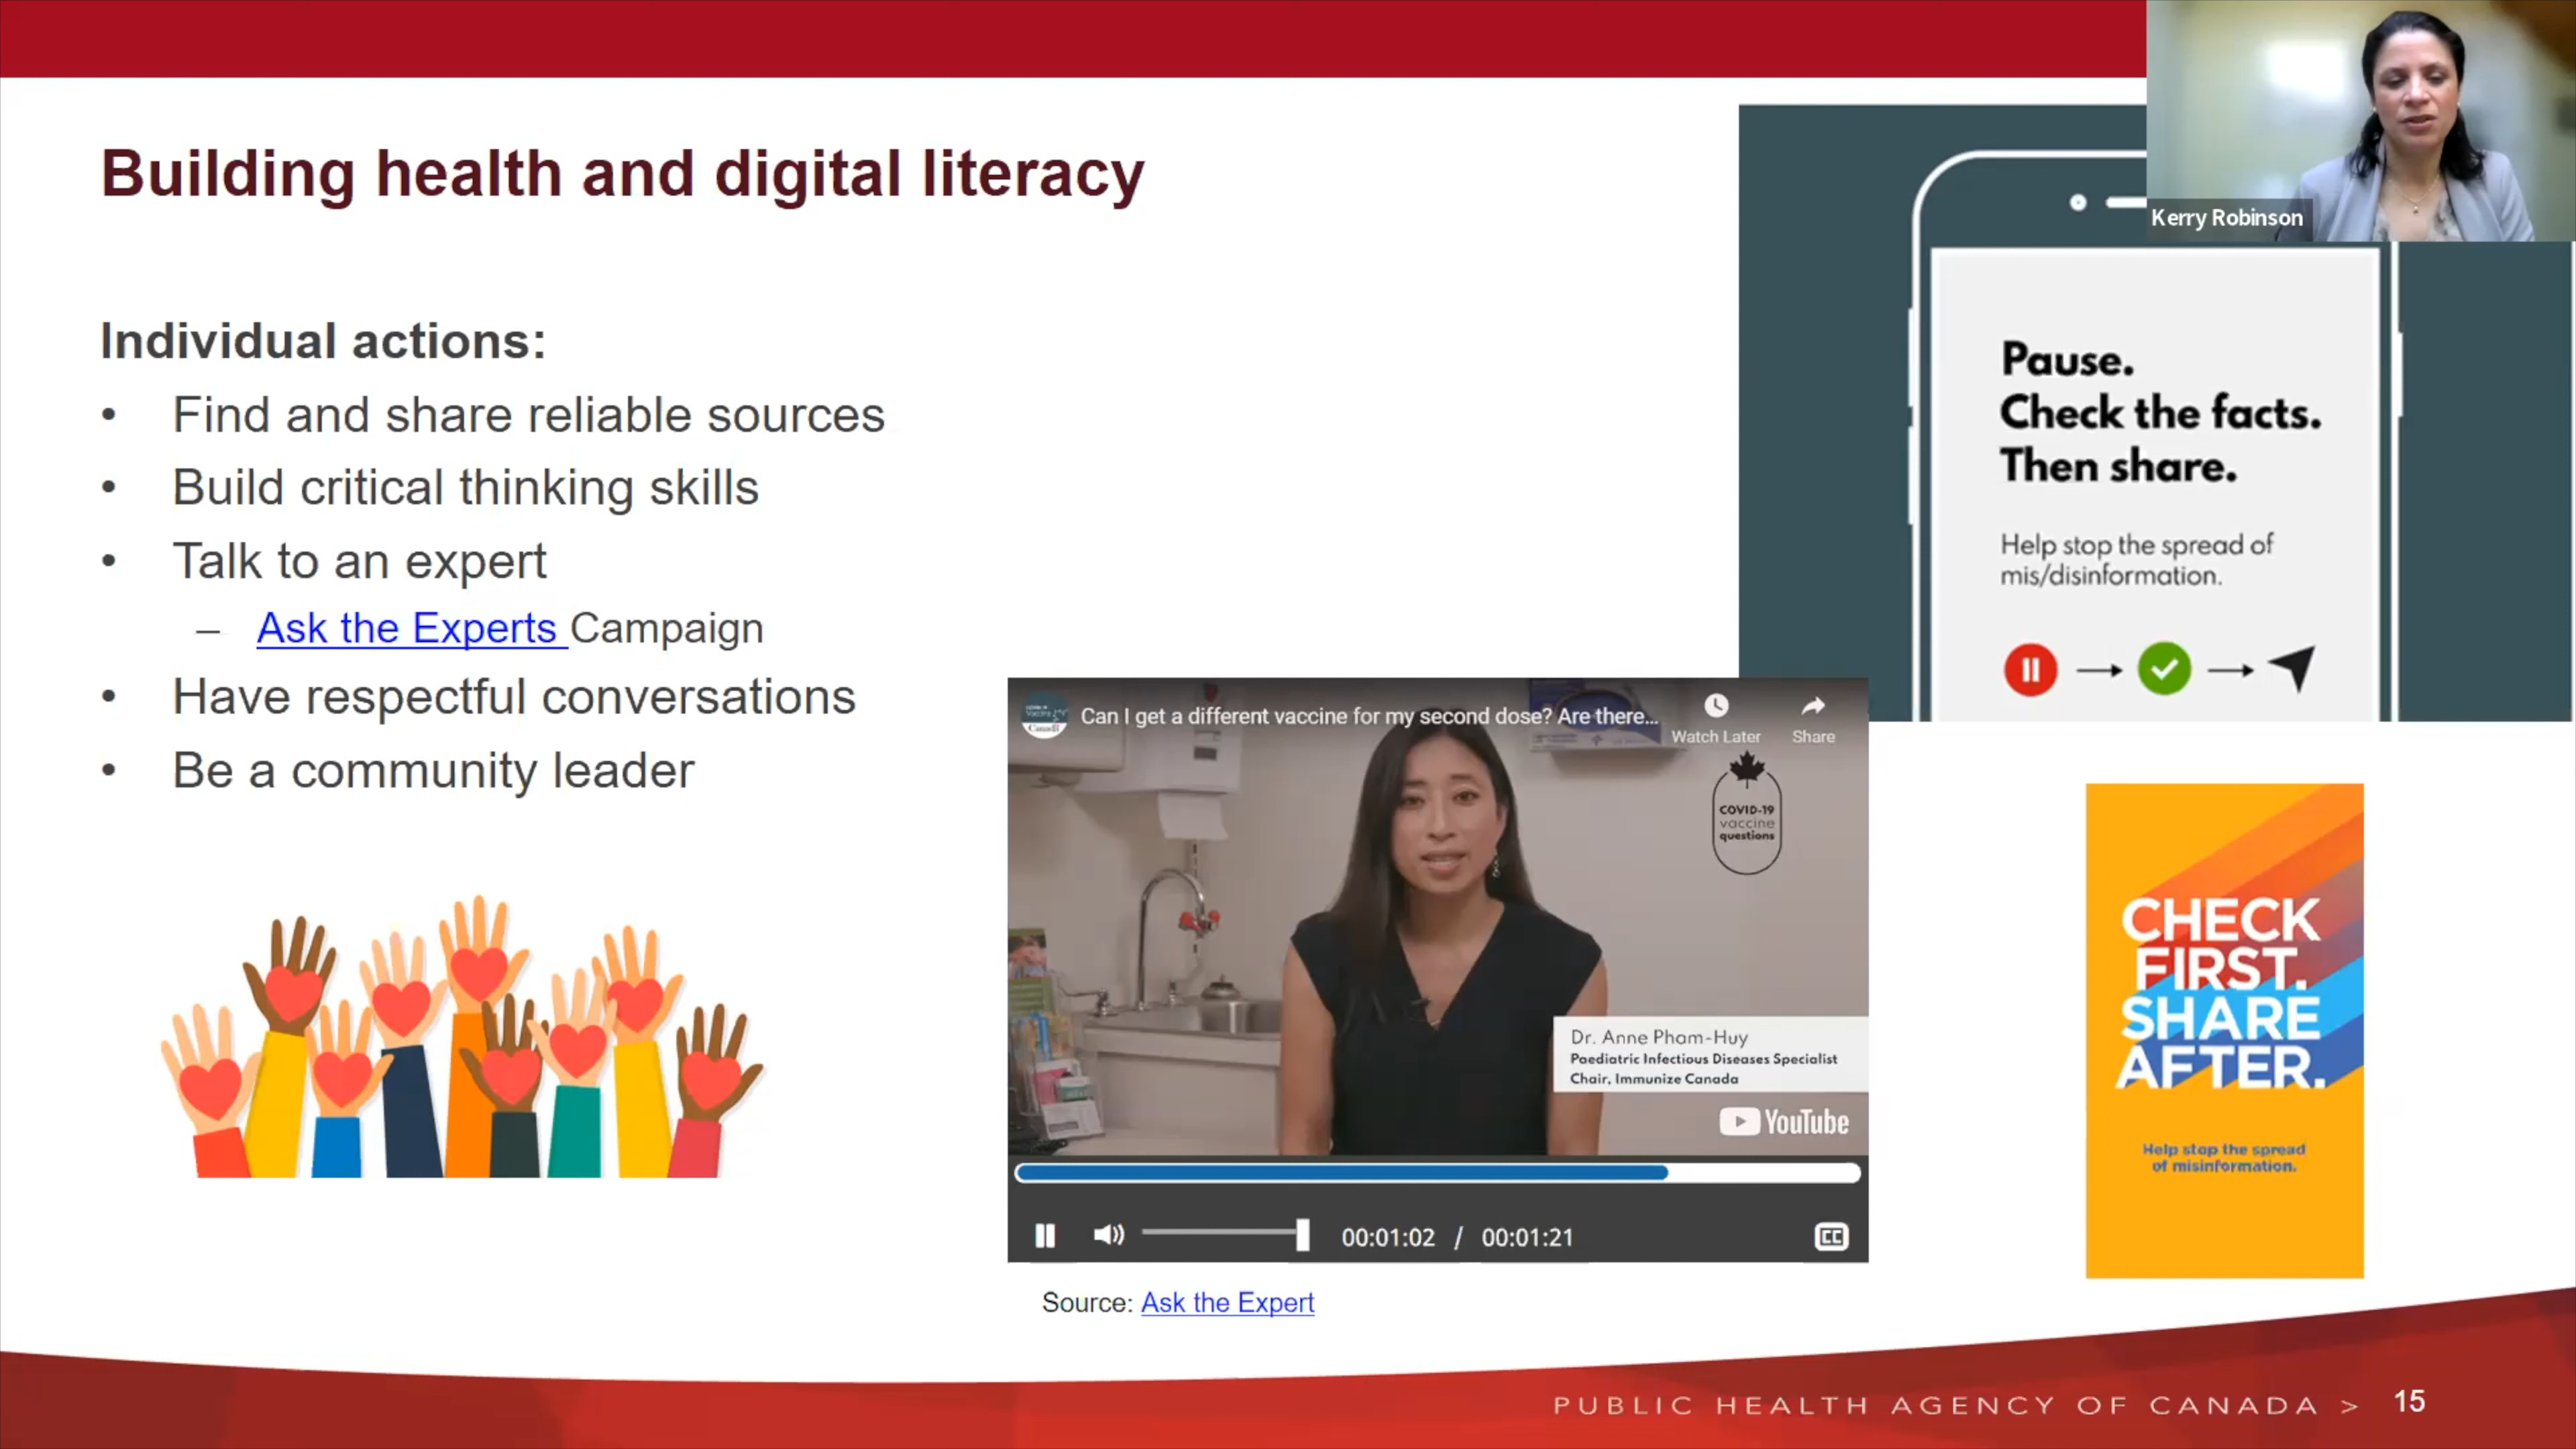 Kerry Robinson
Building health and digital literacy
Individual actions:
• Find and share reliable sources
• Build critical thinking skills
• Talk to an expert
– Ask the Experts Campaign
• Have respectful conversations
• Be a community leader
Pause.
Check the facts.
Then share.
Help stop the spread of
mis/disinformation.
Can I get a different vaccine for my second dose? Are there...
Watch Later
Share
COVID-19
vaccine
questions
Dr. Anne Pham-Huy
Paediatric Infectious Diseases Specialist
Chair, Immunize Canada
YouTube
00:01:02 / 00:01:21
CC
Source: Ask the Expert
CHECK
FIRST.
SHARE
AFTER.
Help stop the spread
of misinformation.
PUBLIC HEALTH AGENCY OF CANADA > 15